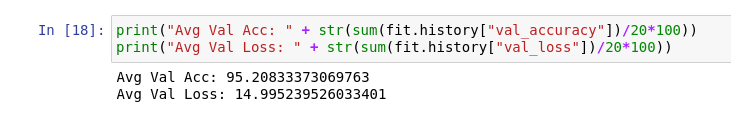 In [18]: print("Avg Val Acc: " + str(sum(fit.history["val_accuracy"])/20*100))
print("Avg Val Loss: " + str(sum(fit.history["val_loss"])/20*100))
Avg Val Acc: 95.20833373069763
Avg Val Loss: 14.995239526033401